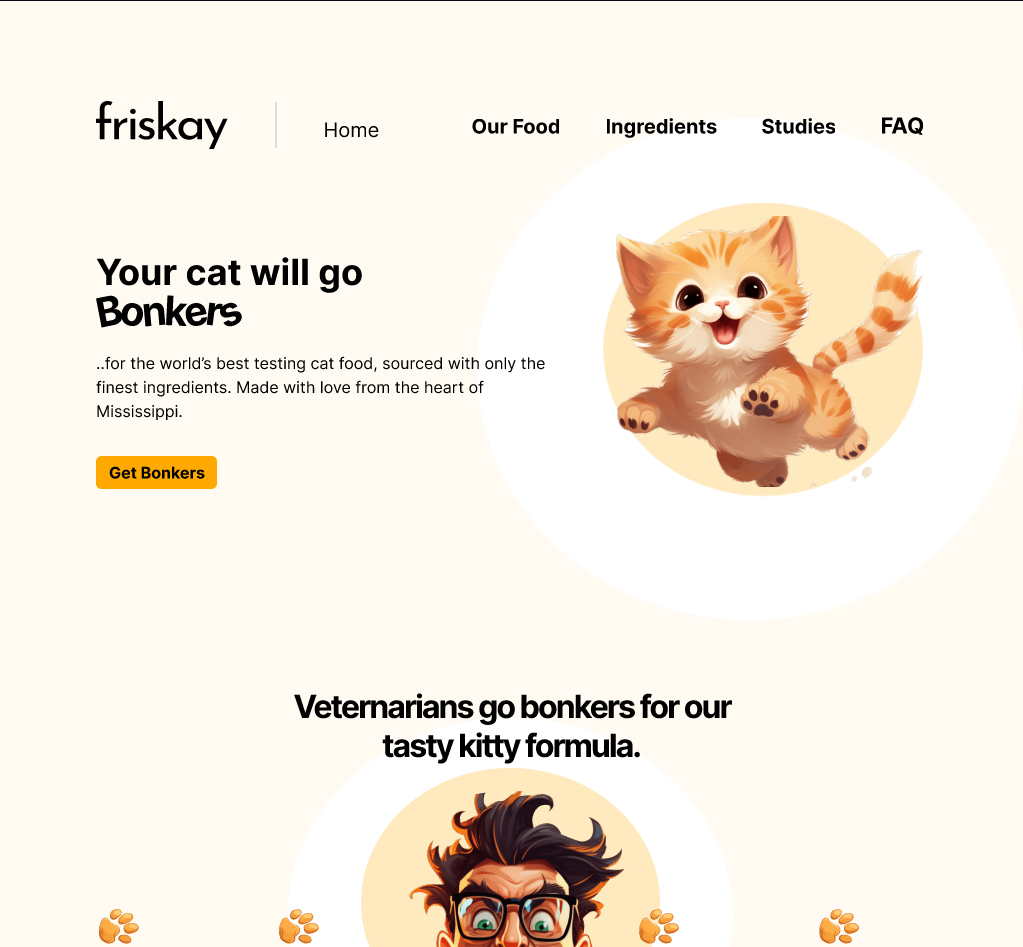 friskay
Home
Our Food
Ingredients
Studies
FAQ
Your cat will go
Bonkers
..for the world’s best testing cat food, sourced with only the
finest ingredients. Made with love from the heart of
Mississippi.
Get Bonkers
Veternarians go bonkers for our
tasty kitty formula.